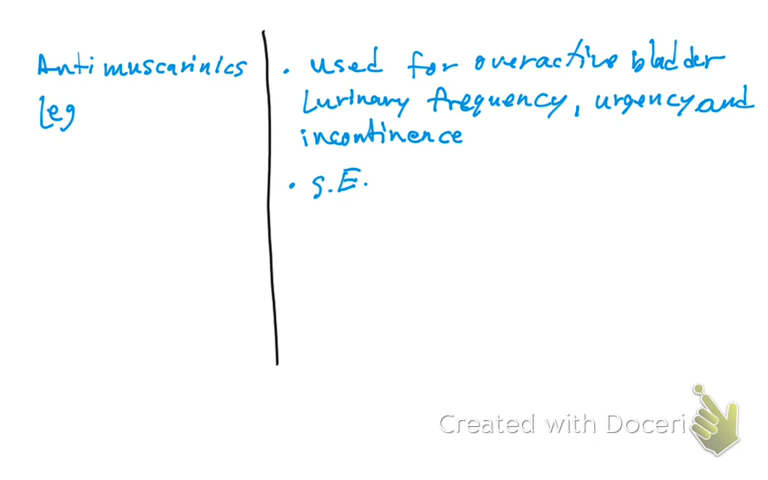 Antimuscarinics
(eg
• used for overactive bladder
(urinary frequency, urgency and
incontinence
• S.E.
Created with Doceri